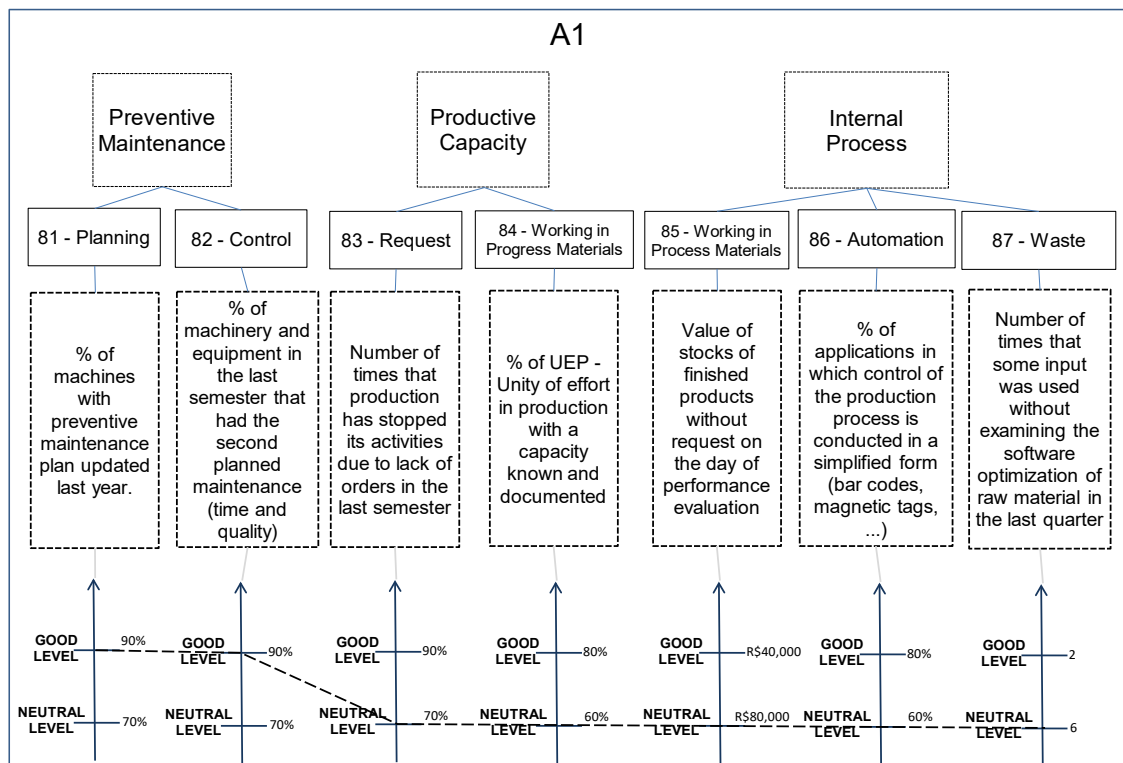 A1
Preventive
Maintenance
Productive
Capacity
Internal
Process
81 - Planning
82 - Control
83 - Request
84 - Working in
Progress Materials
85 - Working in
Process Materials
86 - Automation
87 - Waste
% of
machines
with
preventive
maintenance
plan updated
last year.
% of
machinery and
equipment in
the last
semester that
had the
second
planned
maintenance
(time and
quality)
Number of
times that
production
has stopped
its activities
due to lack of
orders in the
last semester
% of UEP -
Unity of effort
in production
with a
capacity
known and
documented
Value of
stocks of
finished
products
without
request on
the day of
performance
evaluation
% of
applications in
which control of
the production
process is
conducted in a
simplified form
(bar codes,
magnetic tags,
...)
Number of
times that
some input
was used
without
examining the
software
optimization of
raw material in
the last quarter
GOOD
LEVEL
90%
NEUTRAL
LEVEL
70%
GOOD
LEVEL
90%
NEUTRAL
LEVEL
70%
GOOD
LEVEL
90%
NEUTRAL
LEVEL
70%
GOOD
LEVEL
80%
NEUTRAL
LEVEL
60%
GOOD
LEVEL
R$40,000
NEUTRAL
LEVEL
R$80,000
GOOD
LEVEL
80%
NEUTRAL
LEVEL
60%
GOOD
LEVEL
2
NEUTRAL
LEVEL
6